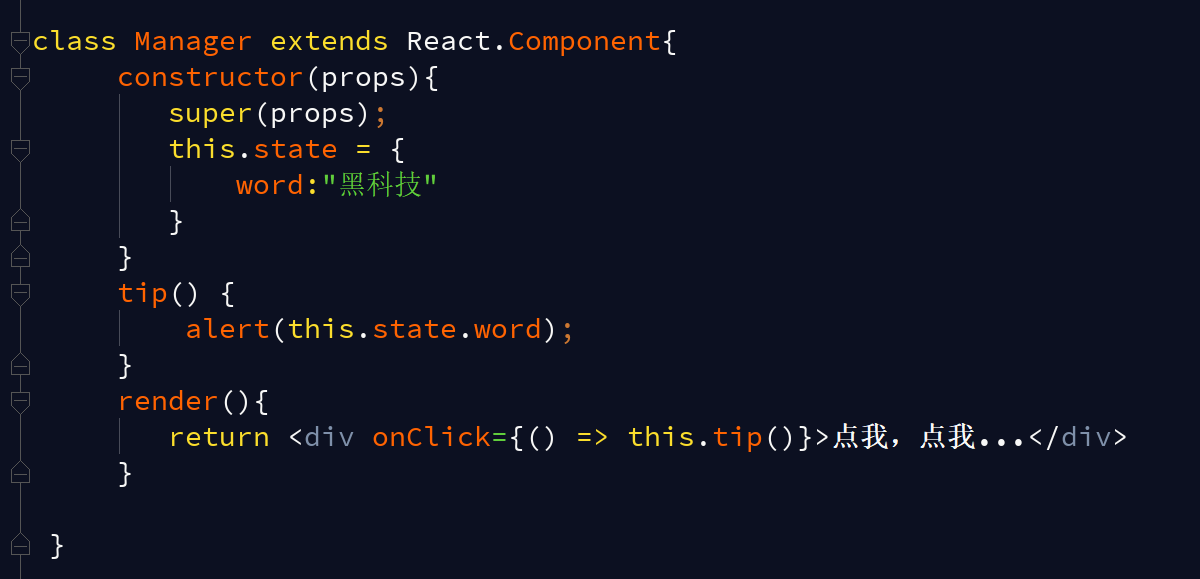 class Manager extends React.Component{
constructor(props){
super(props);
this.state = {
word:"黑科技"
}
}
tip() {
alert(this.state.word);
}
render(){
return <div onClick={() => this.tip()}>点我，点我...</div>
}
}